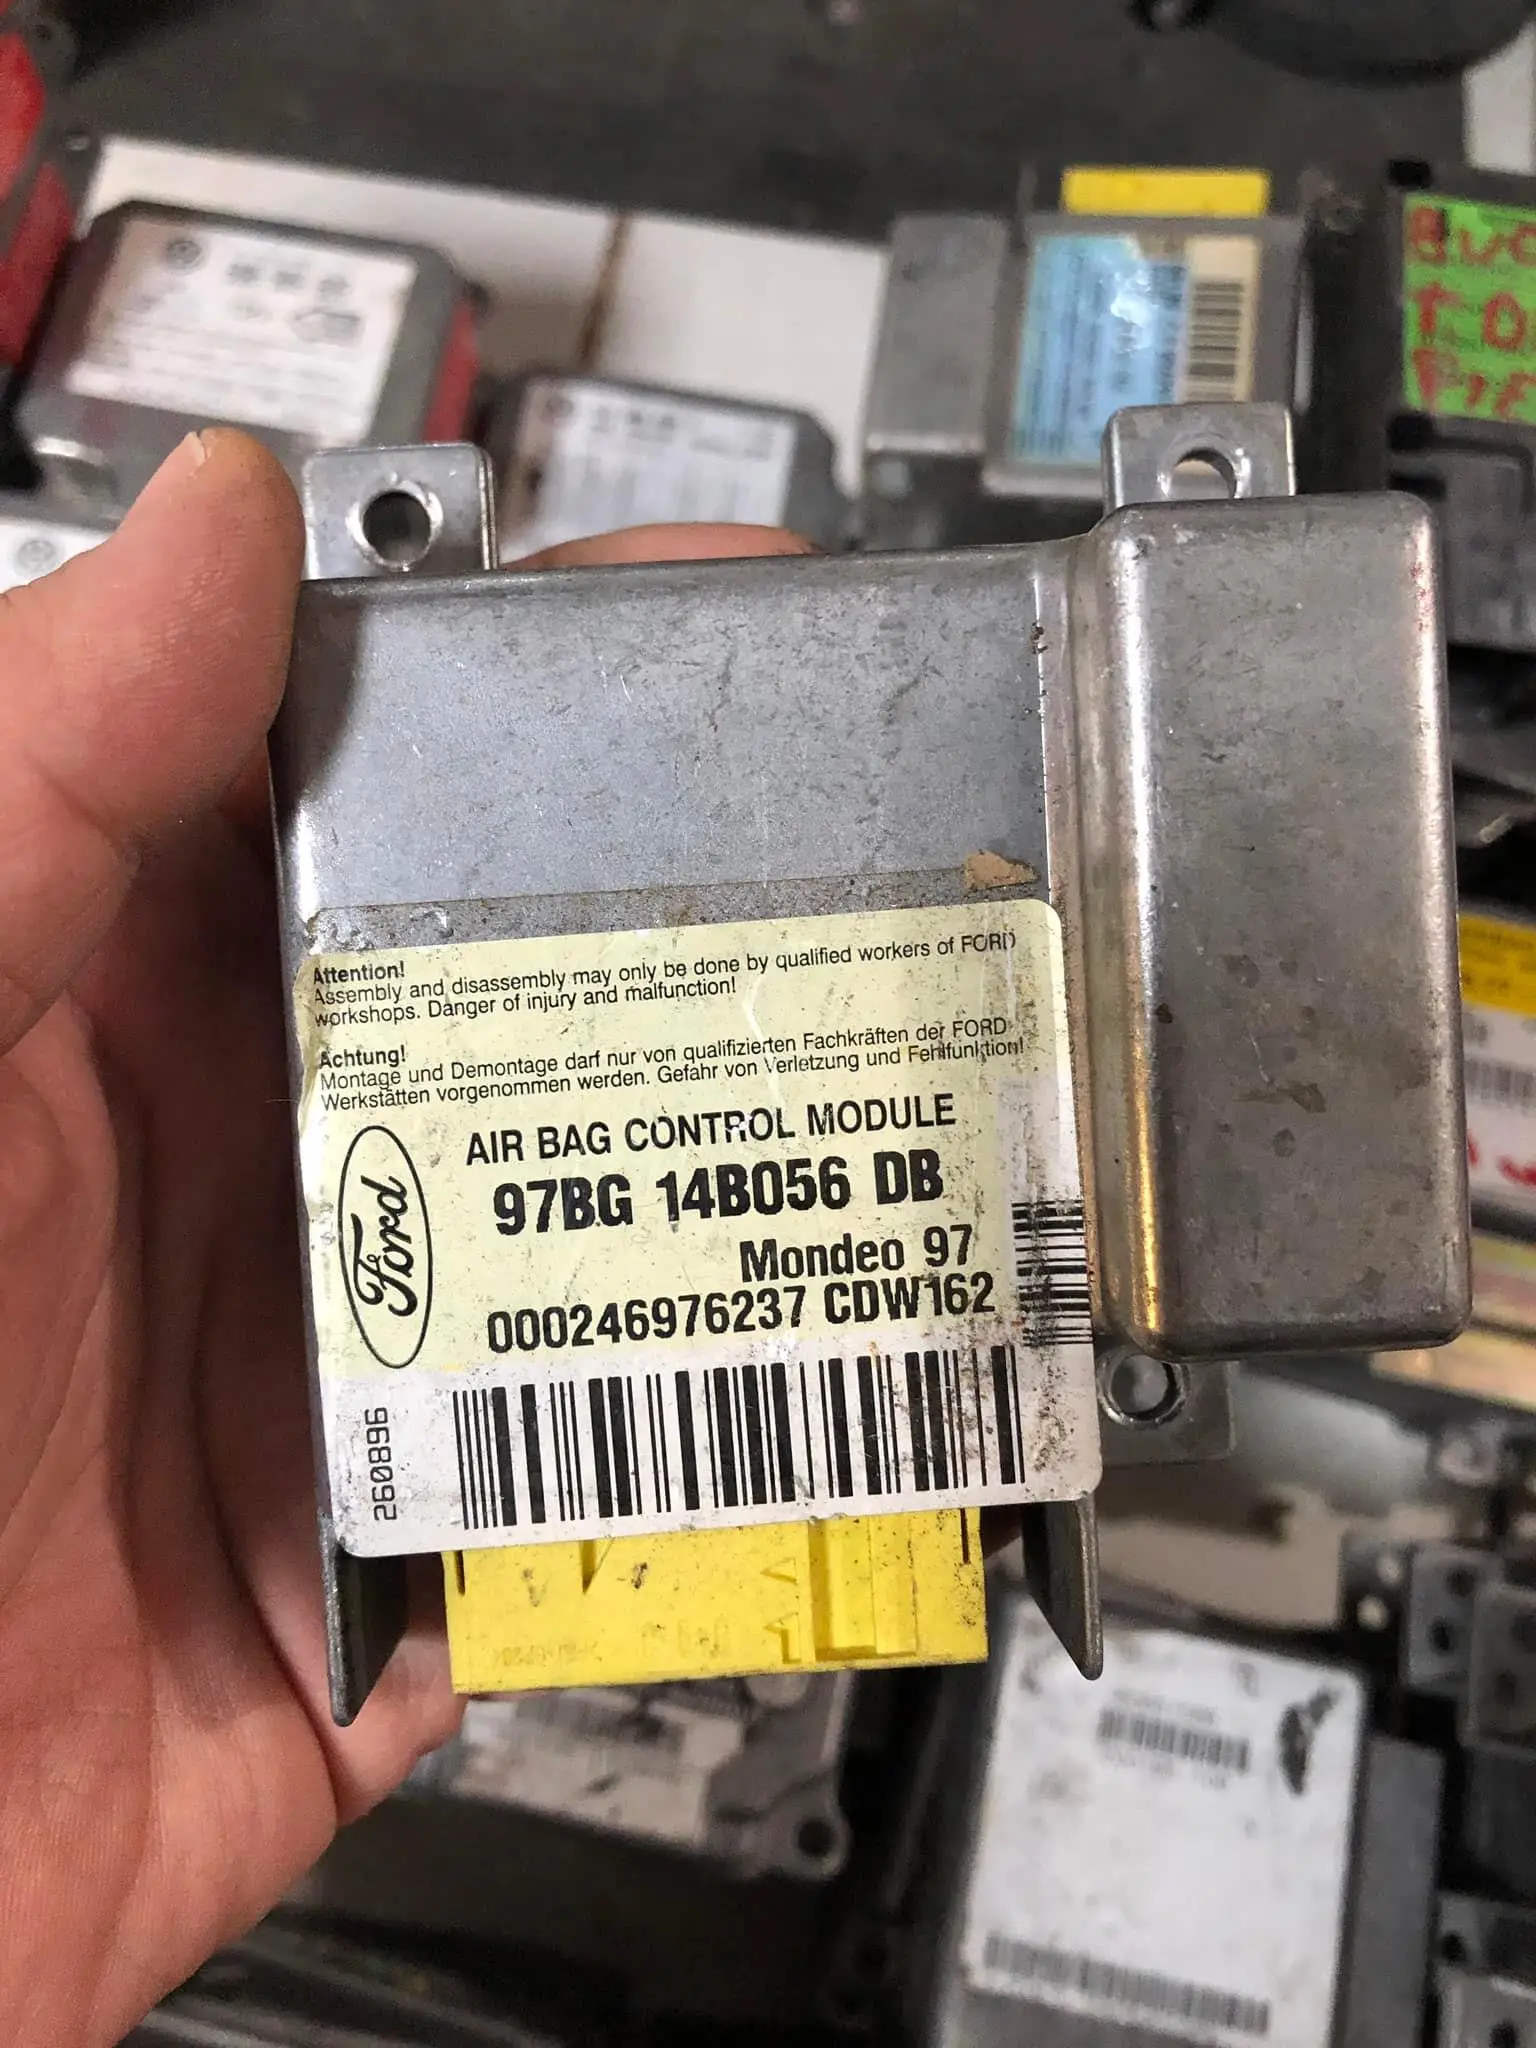 Attention!
Assembly and disassembly may only be done by qualified workers of FORD
workshops. Danger of injury and malfunction!
Achtung!
Montage und Demontage darf nur von qualifizierten Fachkräften der FORD
Werkstätten vorgenommen werden. Gefahr von Verletzung und Fehlfunktion!
AIR BAG CONTROL MODULE
97BG 14B056 DB
Mondeo 97
000246976237 CDW162
Ford
260896